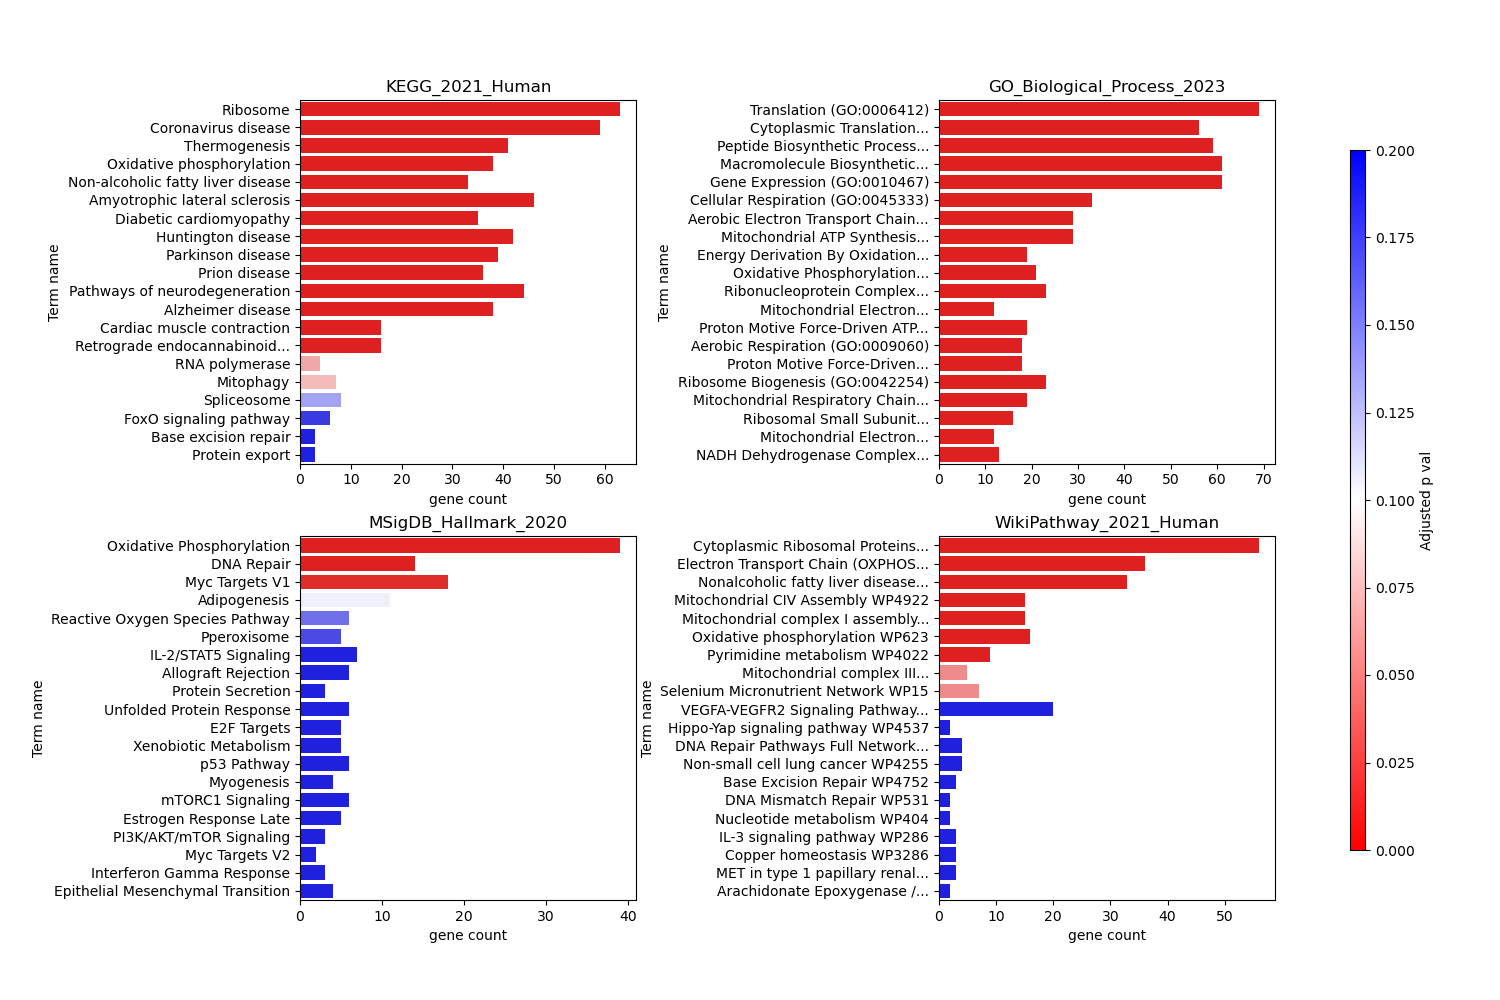 KEGG_2021_Human
Term name
Ribosome
Coronavirus disease
Thermogenesis
Oxidative phosphorylation
Non-alcoholic fatty liver disease
Amyotrophic lateral sclerosis
Diabetic cardiomyopathy
Huntington disease
Parkinson disease
Prion disease
Pathways of neurodegeneration
Alzheimer disease
Cardiac muscle contraction
Retrograde endocannabinoid...
RNA polymerase
Mitophagy
Spliceosome
FoxO signaling pathway
Base excision repair
Protein export
0 10 20 30 40 50 60
gene count
GO_Biological_Process_2023
Term name
Translation (GO:0006412)
Cytoplasmic Translation...
Peptide Biosynthetic Process...
Macromolecule Biosynthetic...
Gene Expression (GO:0010467)
Cellular Respiration (GO:0045333)
Aerobic Electron Transport Chain...
Mitochondrial ATP Synthesis...
Energy Derivation By Oxidation...
Oxidative Phosphorylation...
Ribonucleoprotein Complex...
Mitochondrial Electron...
Proton Motive Force-Driven ATP...
Aerobic Respiration (GO:0009060)
Proton Motive Force-Driven...
Ribosome Biogenesis (GO:0042254)
Mitochondrial Respiratory Chain...
Ribosomal Small Subunit...
Mitochondrial Electron...
NADH Dehydrogenase Complex...
0 10 20 30 40 50 60 70
gene count
MSigDB_Hallmark_2020
Term name
Oxidative Phosphorylation
DNA Repair
Myc Targets V1
Adipogenesis
Reactive Oxygen Species Pathway
Pperoxisome
IL-2/STAT5 Signaling
Allograft Rejection
Protein Secretion
Unfolded Protein Response
E2F Targets
Xenobiotic Metabolism
p53 Pathway
Myogenesis
mTORC1 Signaling
Estrogen Response Late
PI3K/AKT/mTOR Signaling
Myc Targets V2
Interferon Gamma Response
Epithelial Mesenchymal Transition
0 10 20 30 40
gene count
WikiPathway_2021_Human
Term name
Cytoplasmic Ribosomal Proteins...
Electron Transport Chain (OXPHOS...
Nonalcoholic fatty liver disease...
Mitochondrial CIV Assembly WP4922
Mitochondrial complex I assembly...
Oxidative phosphorylation WP623
Pyrimidine metabolism WP4022
Mitochondrial complex III...
Selenium Micronutrient Network WP15
VEGFA-VEGFR2 Signaling Pathway...
Hippo-Yap signaling pathway WP4537
DNA Repair Pathways Full Network...
Non-small cell lung cancer WP4255
Base Excision Repair WP4752
DNA Mismatch Repair WP531
Nucleotide metabolism WP404
IL-3 signaling pathway WP286
Copper homeostasis WP3286
MET in type 1 papillary renal...
Arachidonate Epoxygenase /...
0 10 20 30 40 50
gene count
0.200
0.175
0.150
0.125
0.100
0.075
0.050
0.025
0.000
Adjusted p val